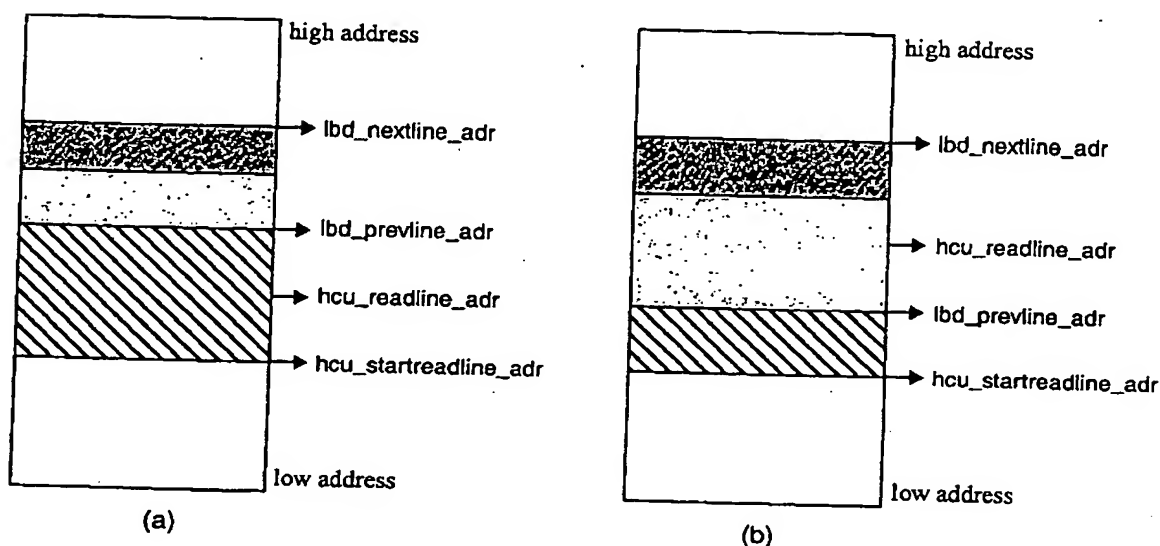 high address
lbd_nextline_adr
lbd_prevline_adr
hcu_readline_adr
hcu_startreadline_adr
low address
(a)
high address
lbd_nextline_adr
hcu_readline_adr
lbd_prevline_adr
hcu_startreadline_adr
low address
(b)